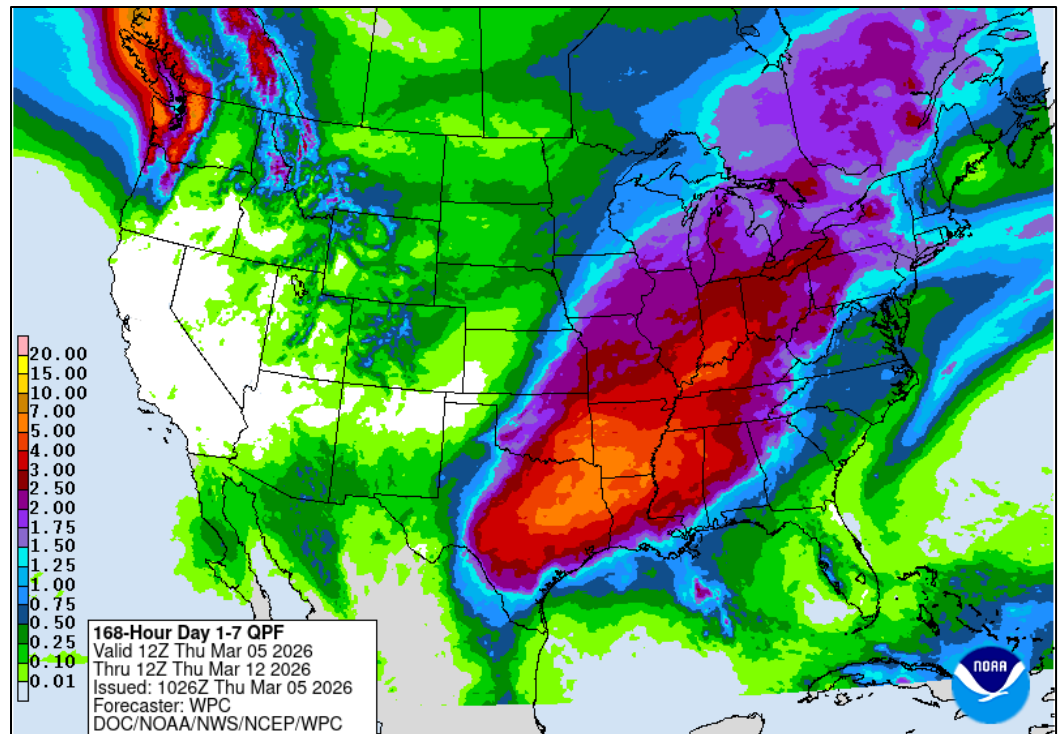 20.00
15.00
10.00
7.00
5.00
4.00
3.00
2.50
2.00
1.75
1.50
1.25
1.00
0.75
0.50
0.25
0.10
0.01
168-Hour Day 1-7 QPF
Valid 12Z Thu Mar 05 2026
Thru 12Z Thu Mar 12 2026
Issued: 1026Z Thu Mar 05 2026
Forecaster: WPC
DOC/NOAA/NWS/NCEP/WPC
NOAA